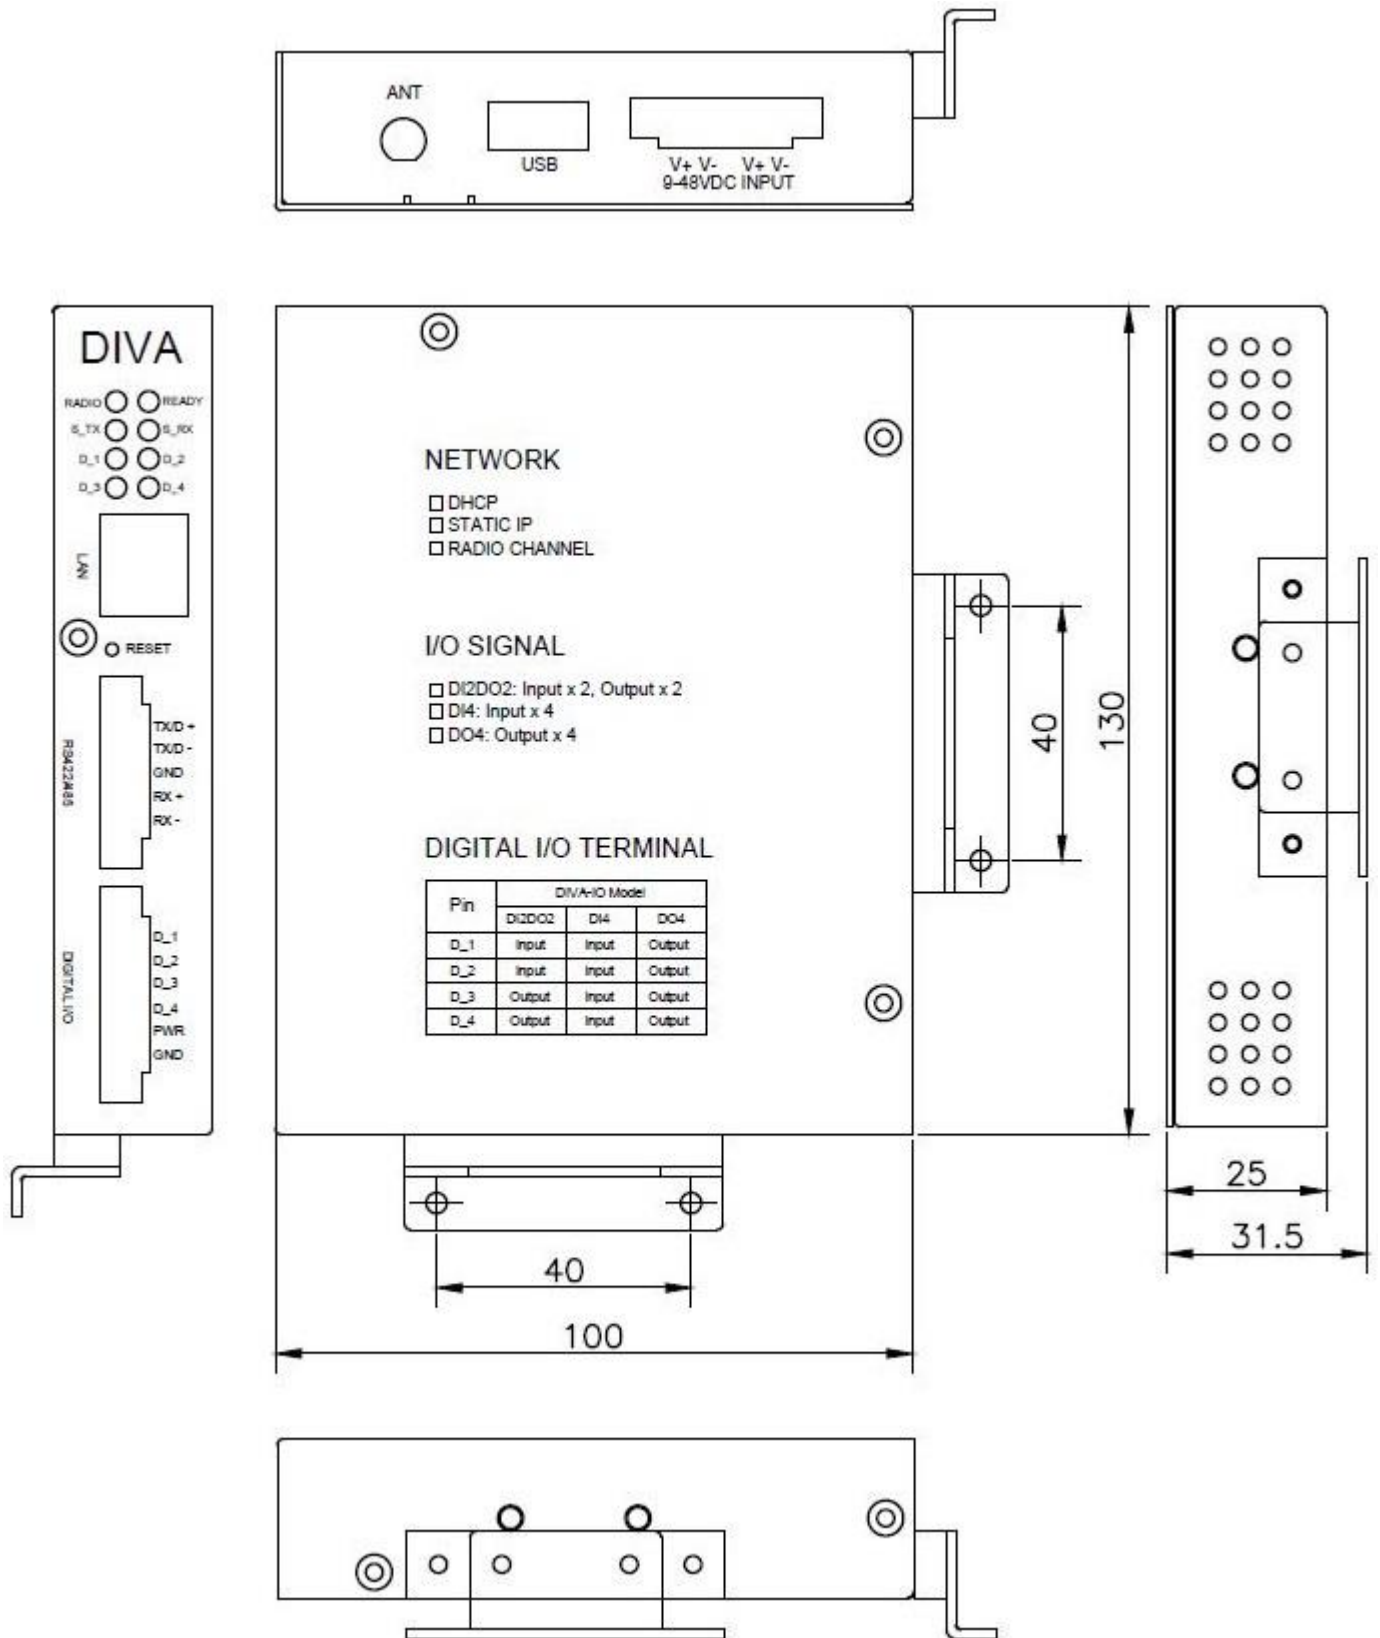 ANT
USB
V+ V- V+ V-
9-48VDC INPUT
DIVA
RADIO READY
S_TX S_RX
D_1 D_2
D_3 D_4
LAN
RESET
RS422/485
TX/D +
TX/D -
GND
RX +
RX -
DIGITAL I/O
D_1
D_2
D_3
D_4
PWR
GND
NETWORK
DHCP
STATIC IP
RADIO CHANNEL
I/O SIGNAL
DI2DO2: Input x 2, Output x 2
DI4: Input x 4
DO4: Output x 4
DIGITAL I/O TERMINAL
Pin DIVA-IO Model
DI2DO2 DI4 DO4
D_1 Input Input Output
D_2 Input Input Output
D_3 Output Input Output
D_4 Output Input Output
40
130
25
31.5
40
100